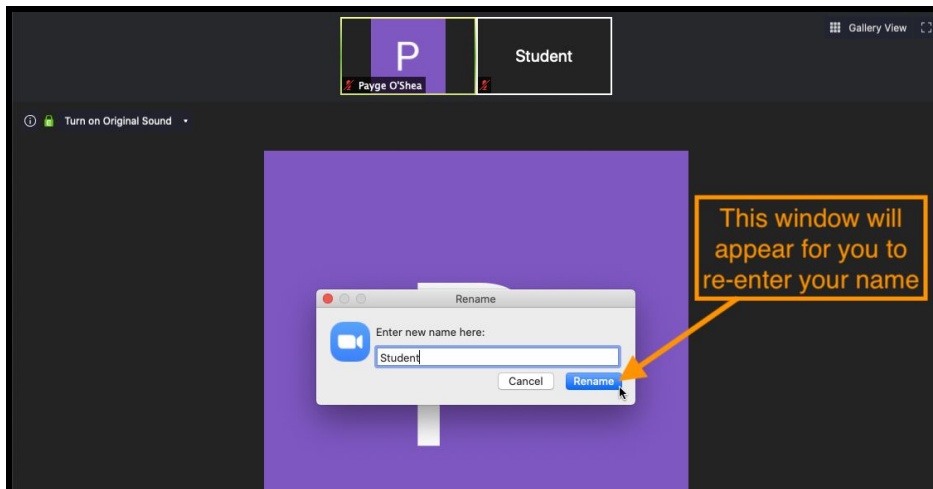 Gallery View
P
Student
Payge O'Shea
Turn on Original Sound
This window will
appear for you to
re-enter your name
Rename
Enter new name here:
Student
Cancel
Rename
P